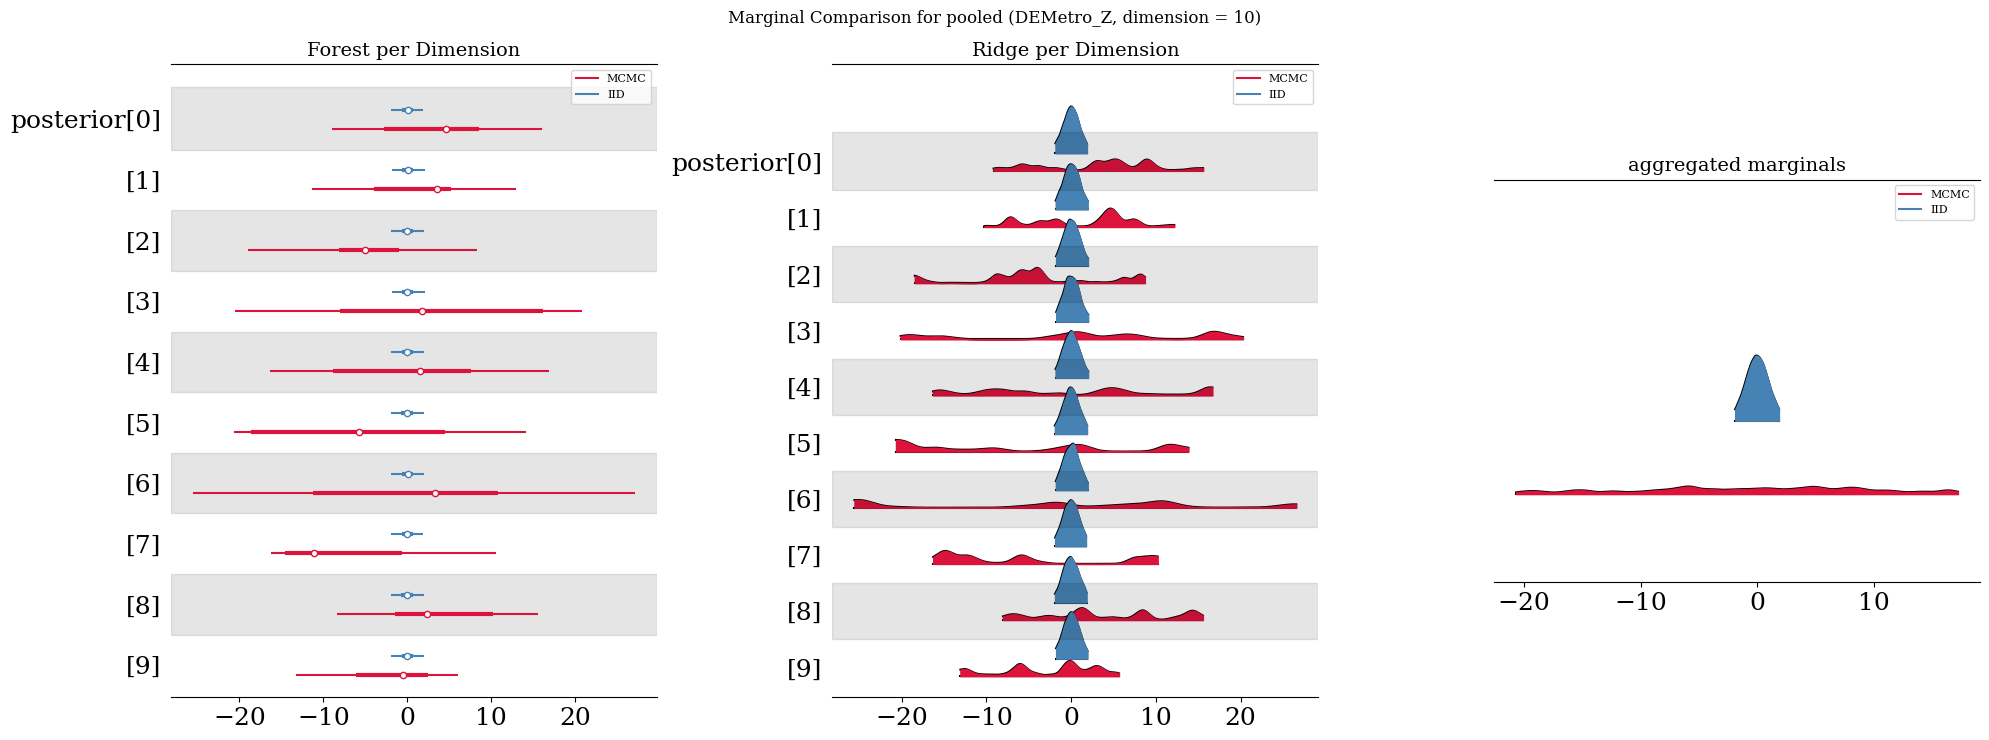 Marginal Comparison for pooled (DEMetro_Z, dimension = 10)
Forest per Dimension
MCMC
IID
posterior[0]
[1]
[2]
[3]
[4]
[5]
[6]
[7]
[8]
[9]
−20 −10 0 10 20
Ridge per Dimension
MCMC
IID
posterior[0]
[1]
[2]
[3]
[4]
[5]
[6]
[7]
[8]
[9]
−20 −10 0 10 20
aggregated marginals
MCMC
IID
−20 −10 0 10